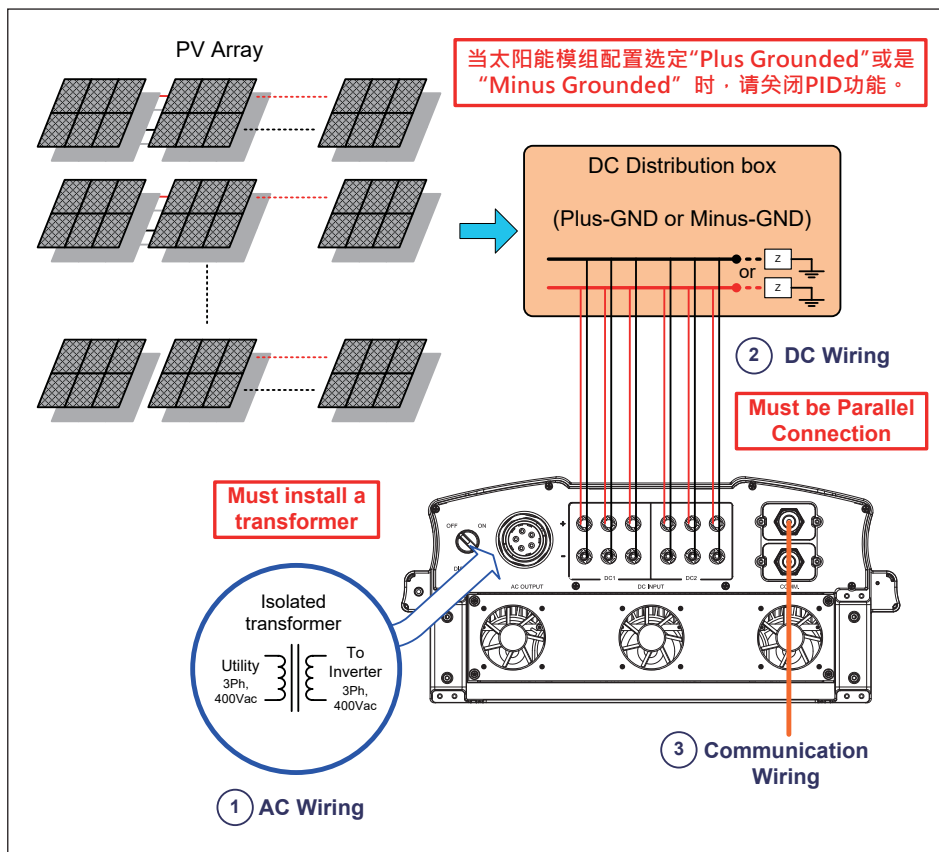 PV Array
当太阳能模组配置选定“Plus Grounded”或是
“Minus Grounded” 时，请关闭PID功能。
DC Distribution box
(Plus-GND or Minus-GND)
Z
or
Z
2 DC Wiring
Must be Parallel
Connection
Must install a
transformer
OFF
ON
+
-
DC1
DC2
AC OUTPUT
DC INPUT
COMM.
Isolated
transformer
Utility
3Ph,
400Vac
To
Inverter
3Ph,
400Vac
3 Communication
Wiring
1 AC Wiring